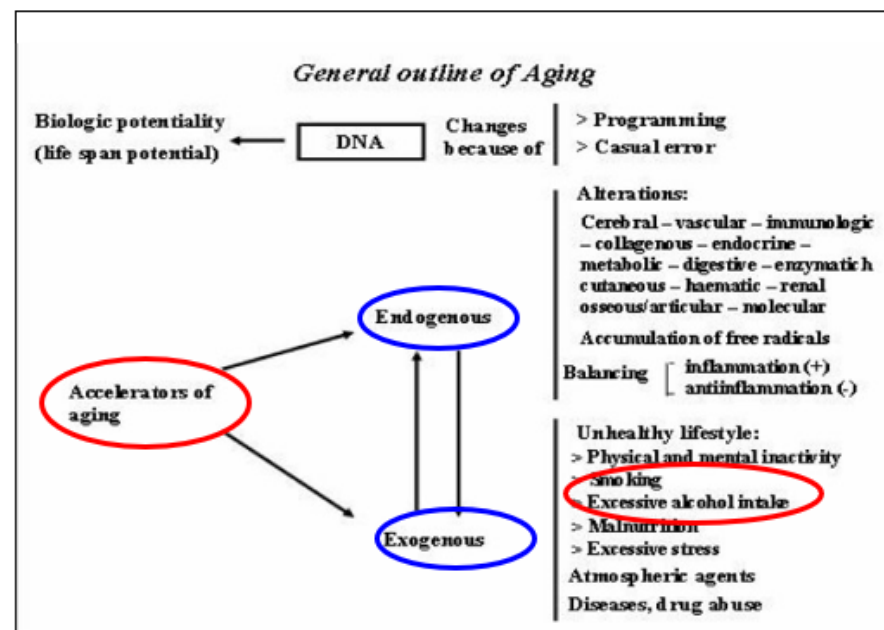 General outline of Aging
Biologic potentiality
(life span potential)
DNA
Changes
because of
> Programming
> Casual error
Alterations:
Cerebral – vascular – immunologic
– collagenous – endocrine –
metabolic – digestive – enzymatic h
cutaneous – haematic – renal
osseous/articular – molecular
Accumulation of free radicals
Balancing
inflammation (+)
antiinflammation (-)
Endogenous
Accelerators of
aging
Exogenous
Unhealthy lifestyle:
> Physical and mental inactivity
> Smoking
> Excessive alcohol intake
> Malnutrition
> Excessive stress
Atmospheric agents
Diseases, drug abuse